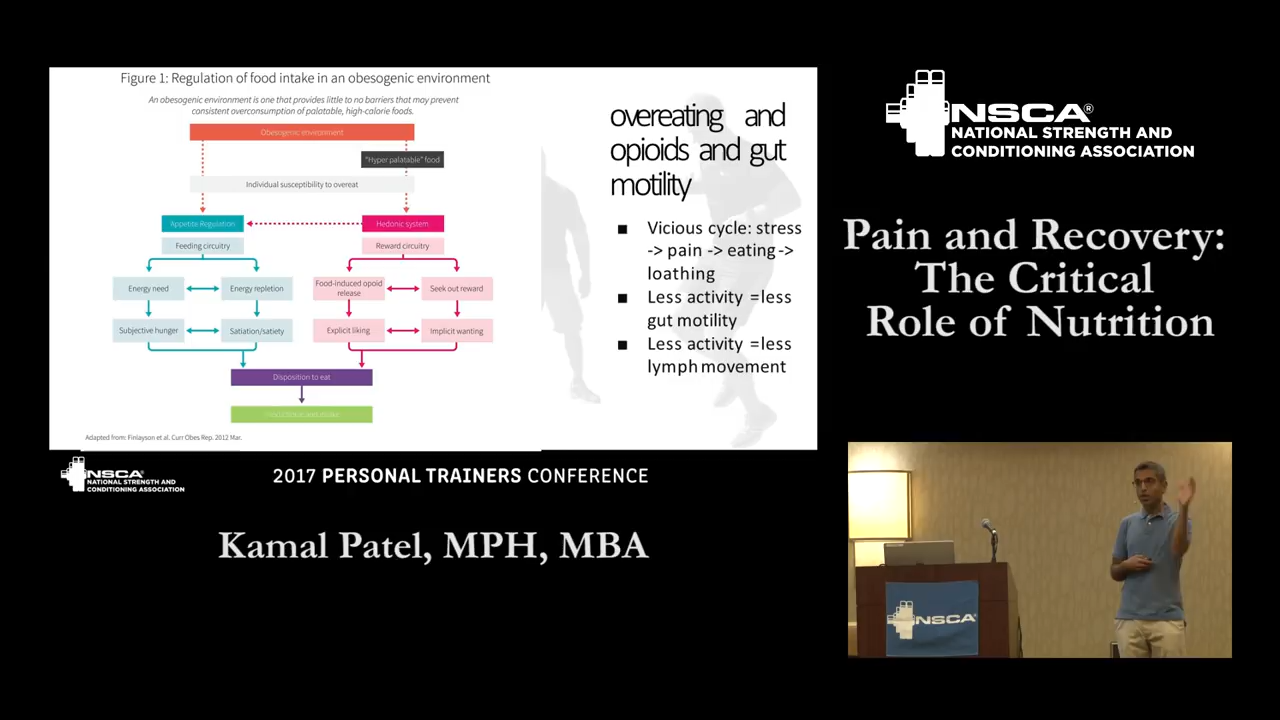 Figure 1: Regulation of food intake in an obesogenic environment
An obesogenic environment is one that provides little to no barriers that may prevent
consistent overconsumption of palatable, high-calorie foods.
Obesogenic environment
"Hyper palatable" food
Individual susceptibility to overeat
Appetite Regulation
Hedonic system
Feeding circuitry
Reward circuitry
Energy need
Energy repletion
Food-induced opoid
release
Seek out reward
Subjective hunger
Satiation/satiety
Explicit liking
Implicit wanting
Disposition to eat
Adapted from: Finlayson et al. Curr Obes Rep. 2012 Mar.
overeating and
opioids and gut
motility
■ Vicious cycle: stress
-> pain -> eating ->
loathing
■ Less activity =less
gut motility
■ Less activity =less
lymph movement
NSCA®
NATIONAL STRENGTH AND
CONDITIONING ASSOCIATION
2017 PERSONAL TRAINERS CONFERENCE
Kamal Patel, MPH, MBA
NSCA®
NATIONAL STRENGTH AND
CONDITIONING ASSOCIATION
Pain and Recovery:
The Critical
Role of Nutrition
NSCA